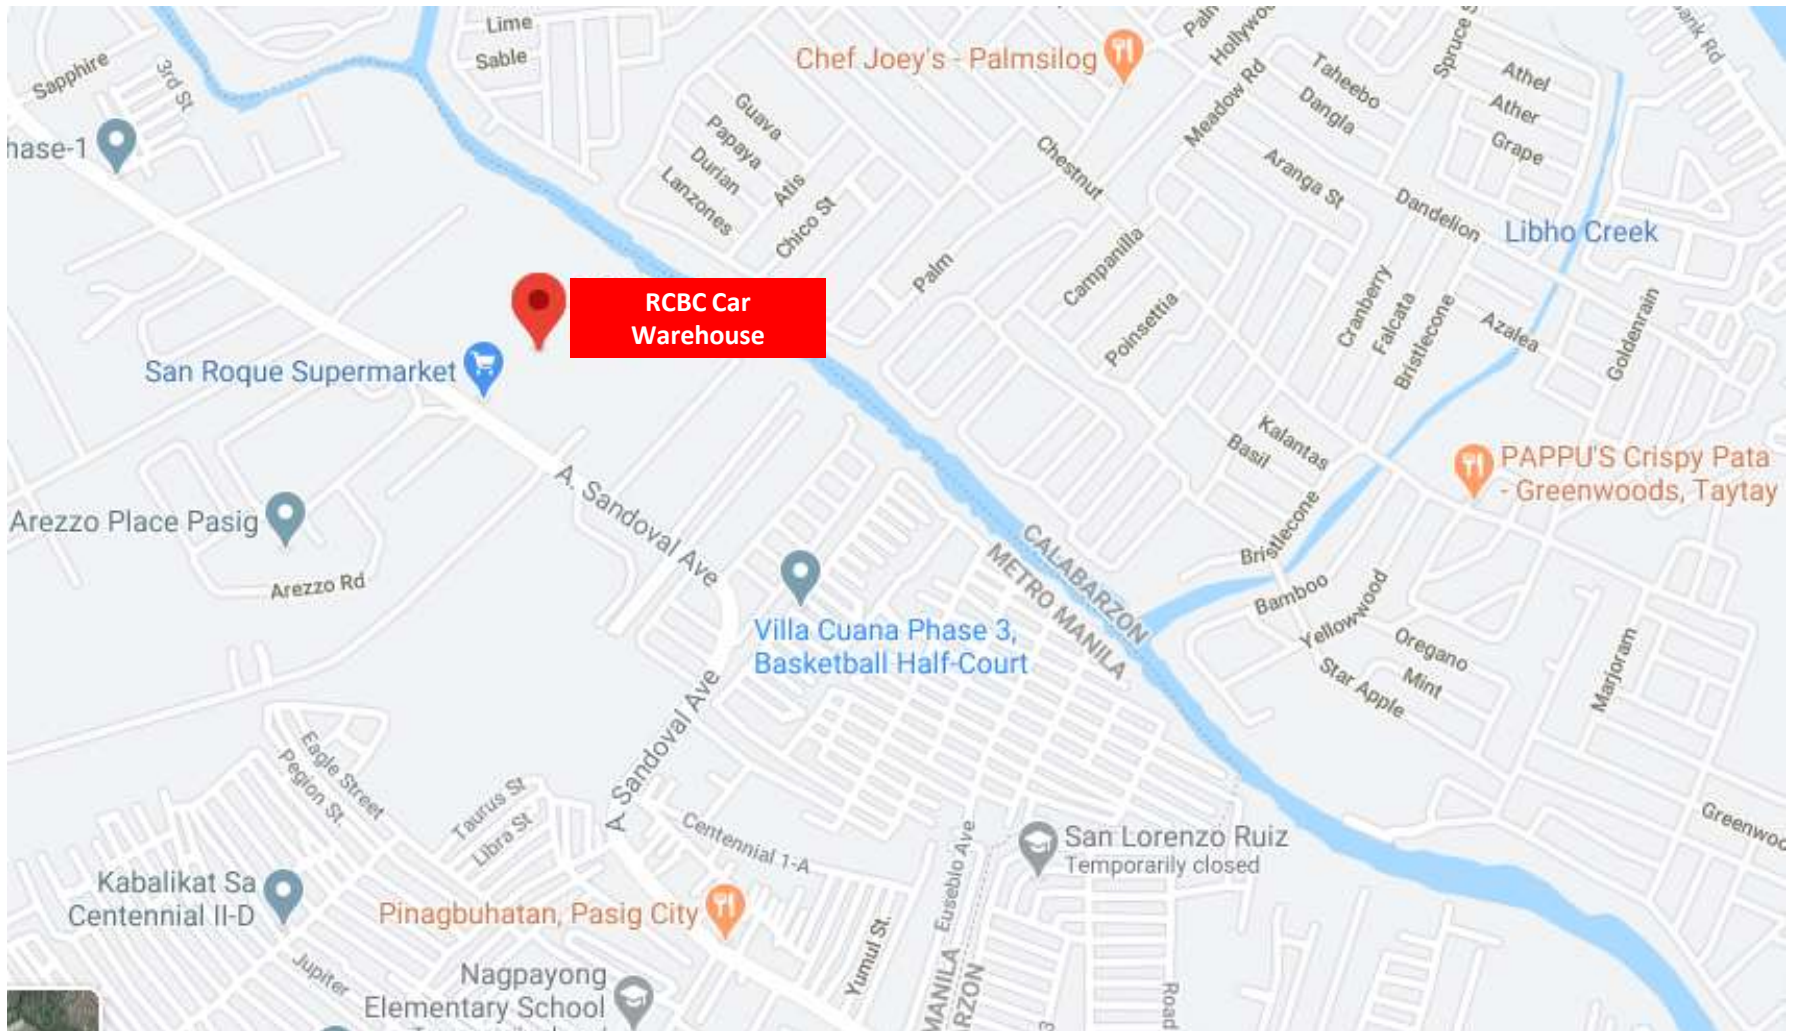 Lime
Sable
Sapphire
3rd St
hase-1
Chef Joey's - Palmsilog
Meadow Rd
Taheebo
Dangla
Athel
Ather
Grape
Guava
Papaya
Durian
Lanzones
Atis
Chico St
Chestnut
Aranga St
Dandelion
Libho Creek
Palm
Campanilla
Poinsettia
Cranberry
Falcata
Bristlecone
Azalea
Goldenrain
RCBC Car
Warehouse
San Roque Supermarket
Kalantas
Basil
PAPPU'S Crispy Pata
- Greenwoods, Taytay
A. Sandoval Ave
Arezzo Place Pasig
Arezzo Rd
Bristlecone
CALABARZON
METRO MANILA
Villa Cuana Phase 3,
Basketball Half-Court
Bamboo
Yellowwood
Oregano
Mint
Star Apple
Marjoram
A. Sandoval Ave
Eagle Street
Pegion St.
Taurus St
Libra St
Centennial 1-A
Eusebio Ave
San Lorenzo Ruiz
Temporarily closed
Greenwoo
Kabalikat Sa
Centennial II-D
Pinagbuhatan, Pasig City
Yumul St.
Jupiter
Nagpayong
Elementary School
MANILA
RZON
Road